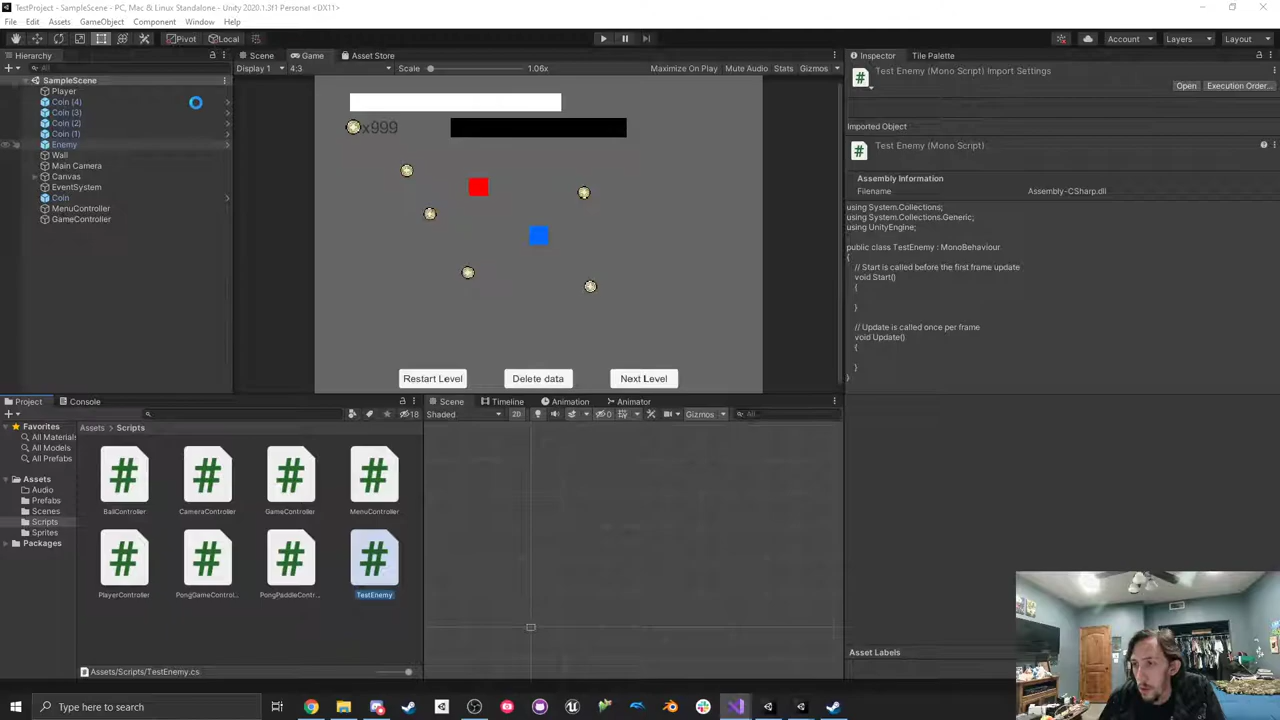 TestProject - SampleScene - PC, Mac & Linux Standalone - Unity 2020.1.3f1 Personal <DX11>
File Edit Assets GameObject Component Window Help
Pivot Local Account Layers Layout
Hierarchy
All
SampleScene
Player
Coin (4)
Coin (3)
Coin (2)
Coin (1)
Enemy
Wall
Main Camera
Canvas
EventSystem
Coin
MenuController
GameController
Scene Game Asset Store
Display 1 4:3 Scale 1.06x Maximize On Play Mute Audio Stats Gizmos
x999
Restart Level Delete data Next Level
Inspector Tile Palette
Test Enemy (Mono Script) Import Settings
Open Execution Order...
Imported Object
Test Enemy (Mono Script)
Assembly Information
Filename Assembly-CSharp.dll
using System.Collections;
using System.Collections.Generic;
using UnityEngine;
public class TestEnemy : MonoBehaviour
{
// Start is called before the first frame update
void Start()
{
}
// Update is called once per frame
void Update()
{
}
}
Asset Labels
Project Console
18
Favorites
All Materials
All Models
All Prefabs
Assets
Audio
Prefabs
Scenes
Scripts
Sprites
Packages
Assets > Scripts
#
#
#
#
BallController CameraController GameController MenuController
#
#
#
#
PlayerController PongGameControl... PongPaddleContr... TestEnemy
Assets/Scripts/TestEnemy.cs
Scene Timeline Animation Animator
Shaded 2D 0 Gizmos All
Type here to search